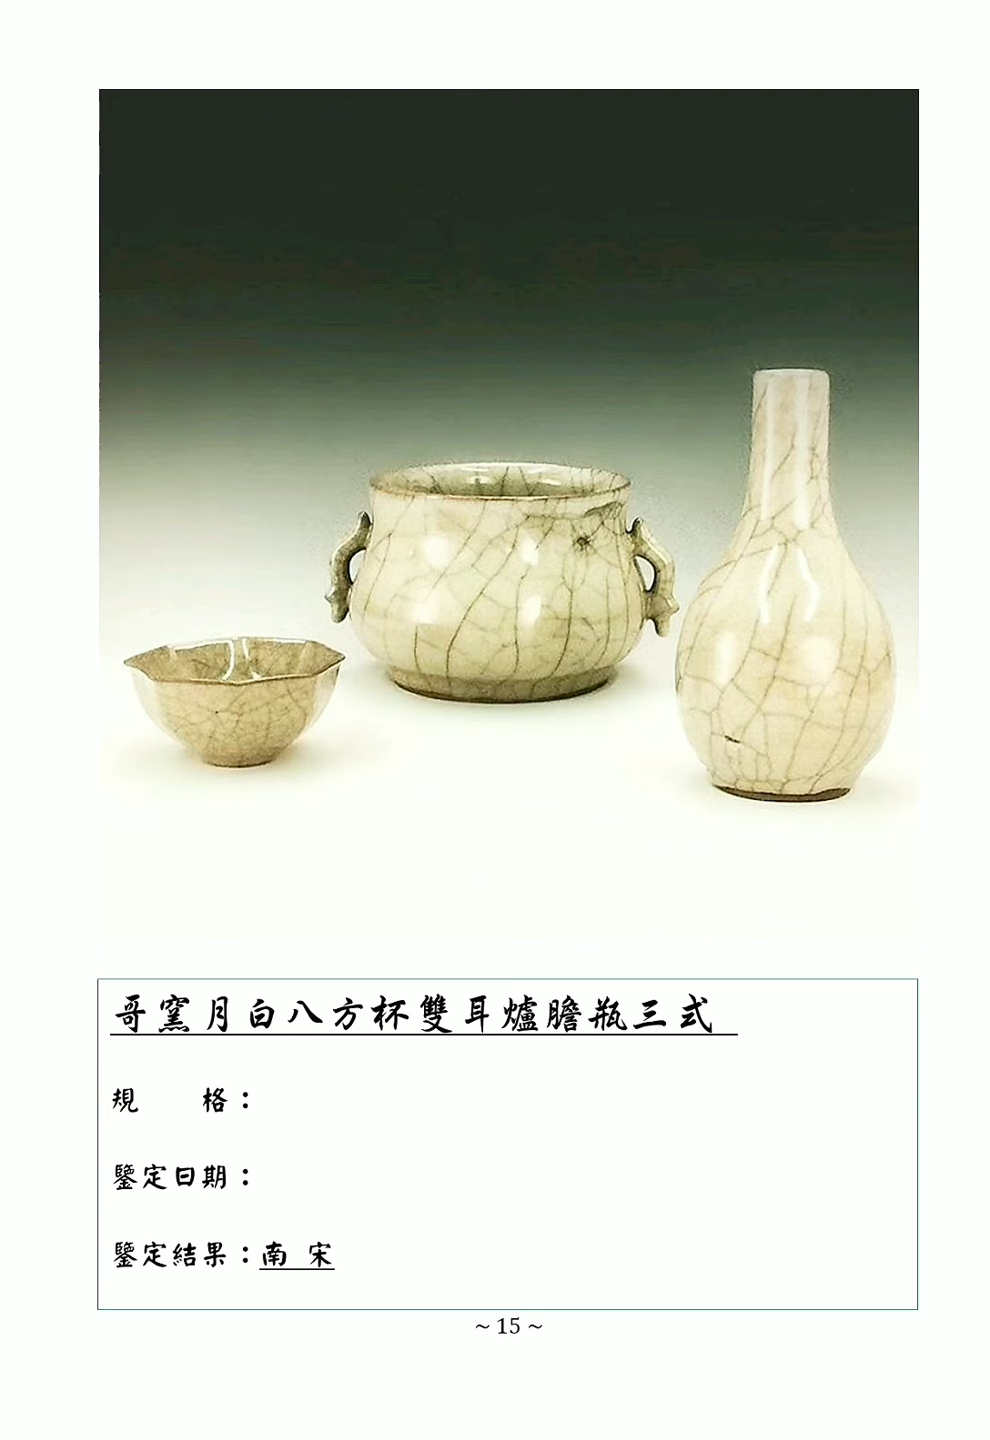 哥窯月白八方杯雙耳爐膽瓶三式
規　　格：
鑒定日期：
鑒定結果：南 宋
~ 15 ~